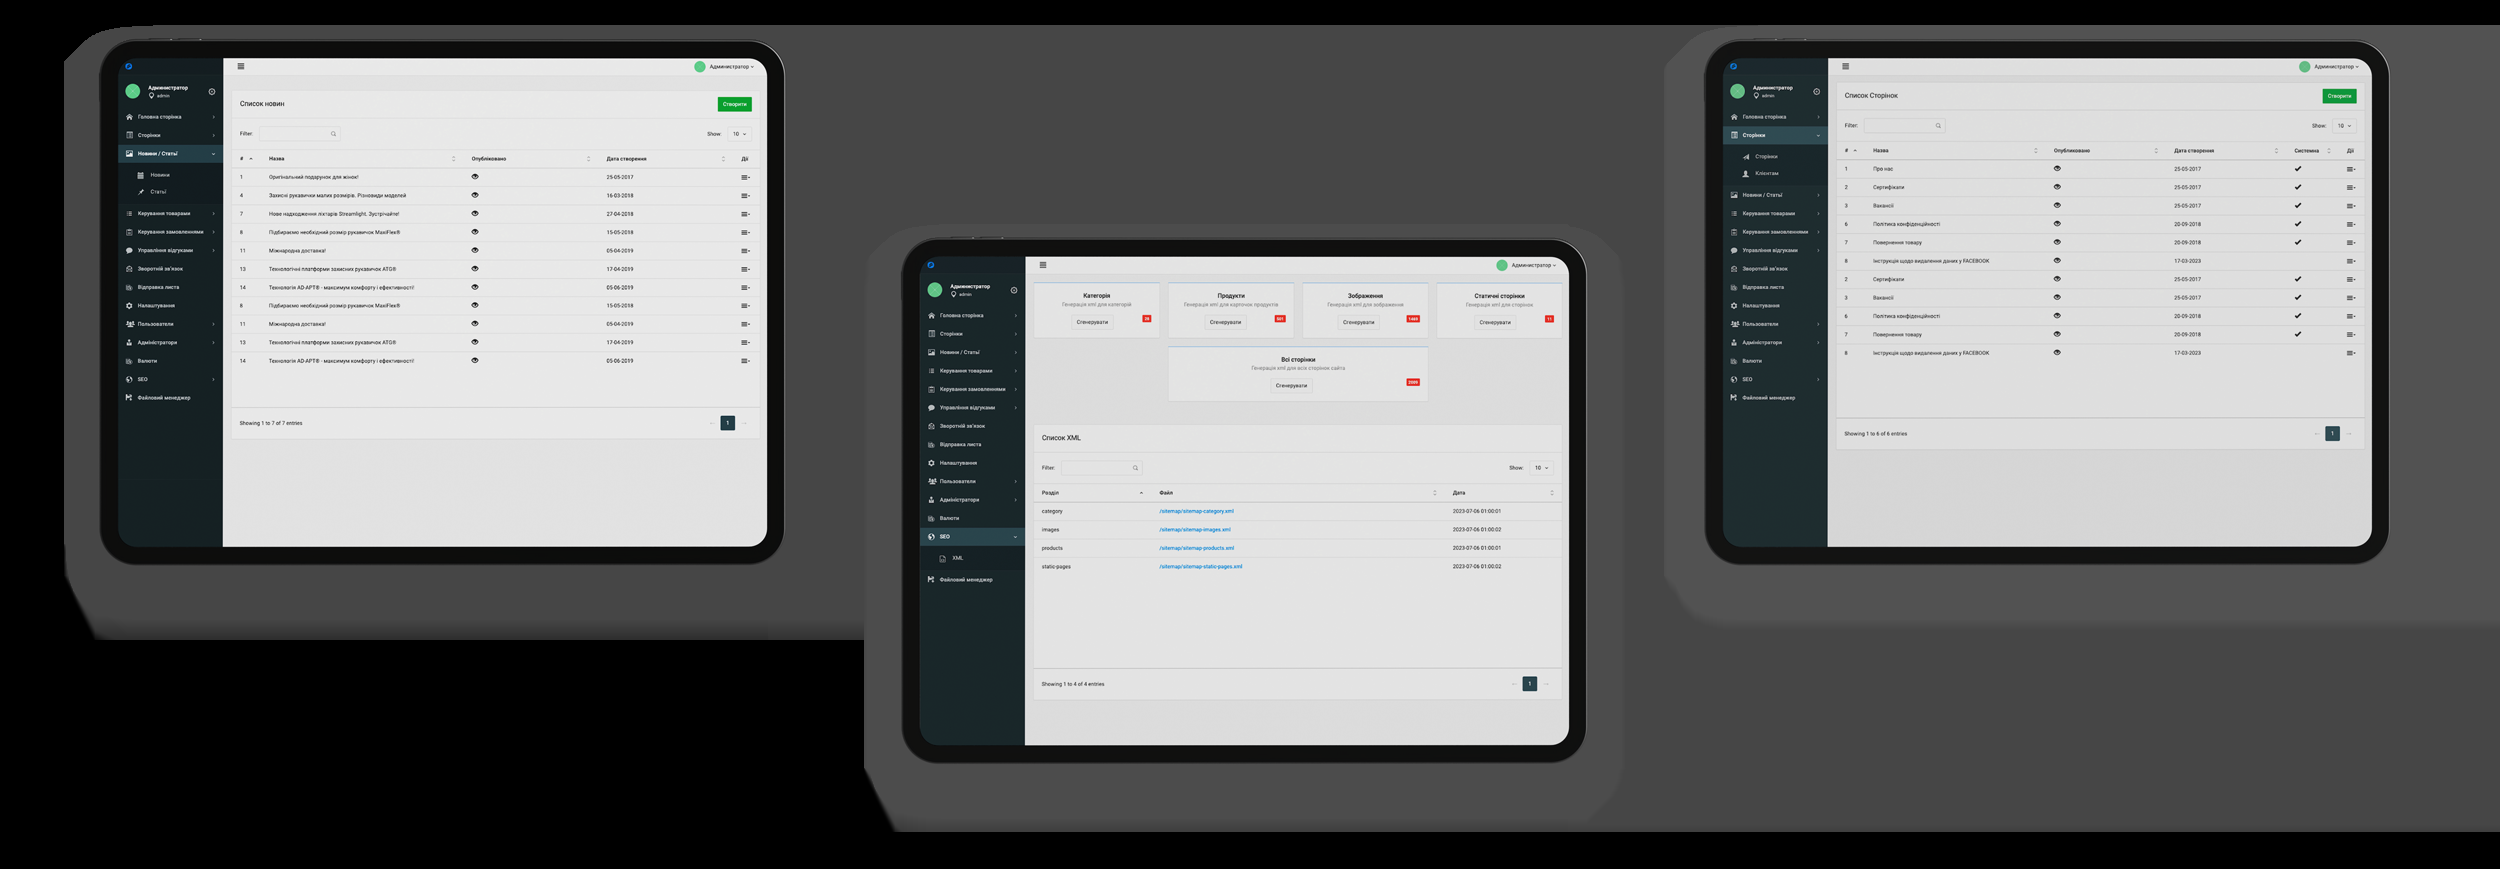 Администратор
Администратор
admin
Головна сторінка
Сторінки
Новини / Статьї
Новини
Статьї
Керування товарами
Керування замовленнями
Управління відгуками
Зворотній зв'язок
Відправка листа
Налаштування
Пользователи
Адміністратори
Валюти
SEO
Файловий менеджер
Список новин
Створити
Filter:
Show: 10
# Назва Опубліковано Дата створення Дії
1 Оригінальний подарунок для жінок! 25-05-2017
4 Захисні рукавички малих розмірів. Різновиди моделей 16-03-2018
7 Нове надходження ліхтарів Streamlight. Зустрічайте! 27-04-2018
8 Підбираємо необхідний розмір рукавичок MaxiFlex® 15-05-2018
11 Міжнародна доставка! 05-04-2019
13 Технологічні платформи захисних рукавичок ATG® 17-04-2019
14 Технологія AD-APT® - максимум комфорту і ефективності! 05-06-2019
8 Підбираємо необхідний розмір рукавичок MaxiFlex® 15-05-2018
11 Міжнародна доставка! 05-04-2019
13 Технологічні платформи захисних рукавичок ATG® 17-04-2019
14 Технологія AD-APT® - максимум комфорту і ефективності! 05-06-2019
Showing 1 to 7 of 7 entries
1
Администратор
Администратор
admin
Головна сторінка
Сторінки
Новини / Статьї
Керування товарами
Керування замовленнями
Управління відгуками
Зворотній зв'язок
Відправка листа
Налаштування
Пользователи
Адміністратори
Валюти
SEO
XML
Файловий менеджер
Категорія
Генерація xml для категорій
Сгенерувати
Продукти
Генерація xml для карточок продуктів
Сгенерувати
Зображення
Генерація xml для зображення
Сгенерувати
Статичні сторінки
Генерація xml для сторінок
Сгенерувати
11
Всі сторінки
Генерація xml для всіх сторінок сайта
Сгенерувати
Список XML
Filter:
Show: 10
Розділ Файл Дата
category /sitemap/sitemap-category.xml 2023-07-06 01:00:01
images /sitemap/sitemap-images.xml 2023-07-06 01:00:02
products /sitemap/sitemap-products.xml 2023-07-06 01:00:01
static-pages /sitemap/sitemap-static-pages.xml 2023-07-06 01:00:02
Showing 1 to 4 of 4 entries
1
Администратор
Администратор
admin
Головна сторінка
Сторінки
Сторінки
Клієнтам
Новини / Статьї
Керування товарами
Керування замовленнями
Управління відгуками
Зворотній зв'язок
Відправка листа
Налаштування
Пользователи
Адміністратори
Валюти
SEO
Файловий менеджер
Список Сторінок
Створити
Filter:
Show: 10
# Назва Опубліковано Дата створення Системна Дії
1 Про нас 25-05-2017
2 Сертифікали 25-05-2017
3 Вакансії 25-05-2017
6 Політика конфіденційності 20-09-2018
7 Повернення товару 20-09-2018
8 Інструкція щодо видалення даних у FACEBOOK 17-03-2023
2 Сертифікали 25-05-2017
3 Вакансії 25-05-2017
6 Політика конфіденційності 20-09-2018
7 Повернення товару 20-09-2018
8 Інструкція щодо видалення даних у FACEBOOK 17-03-2023
Showing 1 to 6 of 6 entries
1